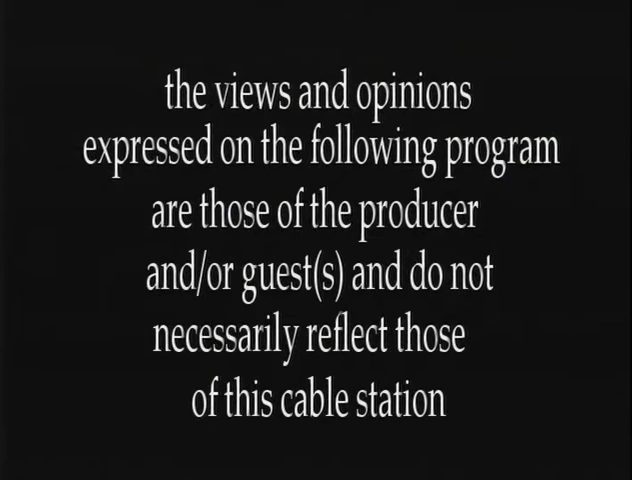 the views and opinions
expressed on the following program
are those of the producer
and/or guest(s) and do not
necessarily reflect those
of this cable station